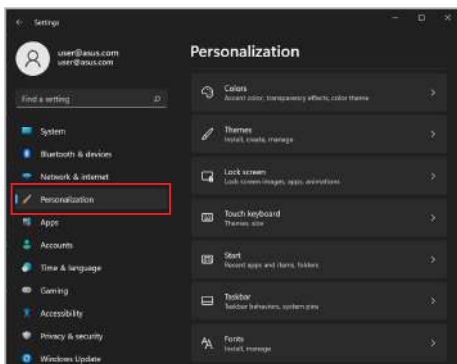 Settings
user@asus.com
user@asus.com
Find a setting
System
Bluetooth & devices
Network & internet
Personalization
Apps
Accounts
Time & language
Gaming
Accessibility
Privacy & security
Windows Update
Personalization
Colors
Accent color, transparency effects, color theme
Themes
Install, create, manage
Lock screen
Lock screen images, apps, animations
Touch keyboard
Themes, size
Start
Recent apps and items, folders
Taskbar
Taskbar behaviors, system pins
Fonts
Install, manage